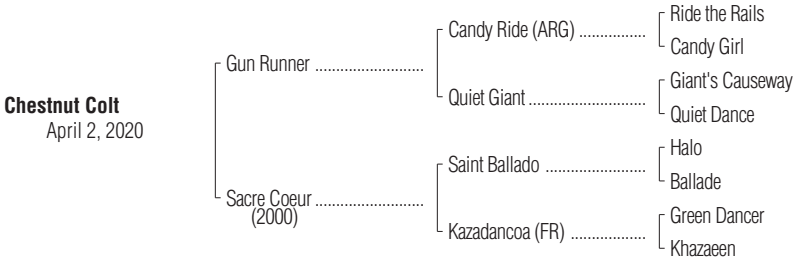 Chestnut Colt
April 2, 2020
Gun Runner ........................
Sacre Coeur ........................
(2000)
Candy Ride (ARG) ...............
Quiet Giant ..........................
Saint Ballado .......................
Kazadancoa (FR) .................
Ride the Rails
Candy Girl
Giant's Causeway
Quiet Dance
Halo
Ballade
Green Dancer
Khazaeen